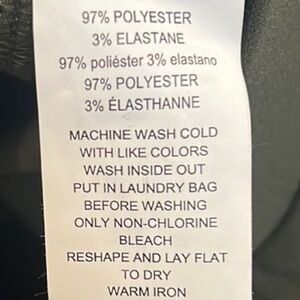 97% POLYESTER
3% ELASTANE
97% poliéster 3% elastano
97% POLYESTER
3% ÉLASTHANNE
MACHINE WASH COLD
WITH LIKE COLORS
WASH INSIDE OUT
PUT IN LAUNDRY BAG
BEFORE WASHING
ONLY NON-CHLORINE
BLEACH
RESHAPE AND LAY FLAT
TO DRY
WARM IRON